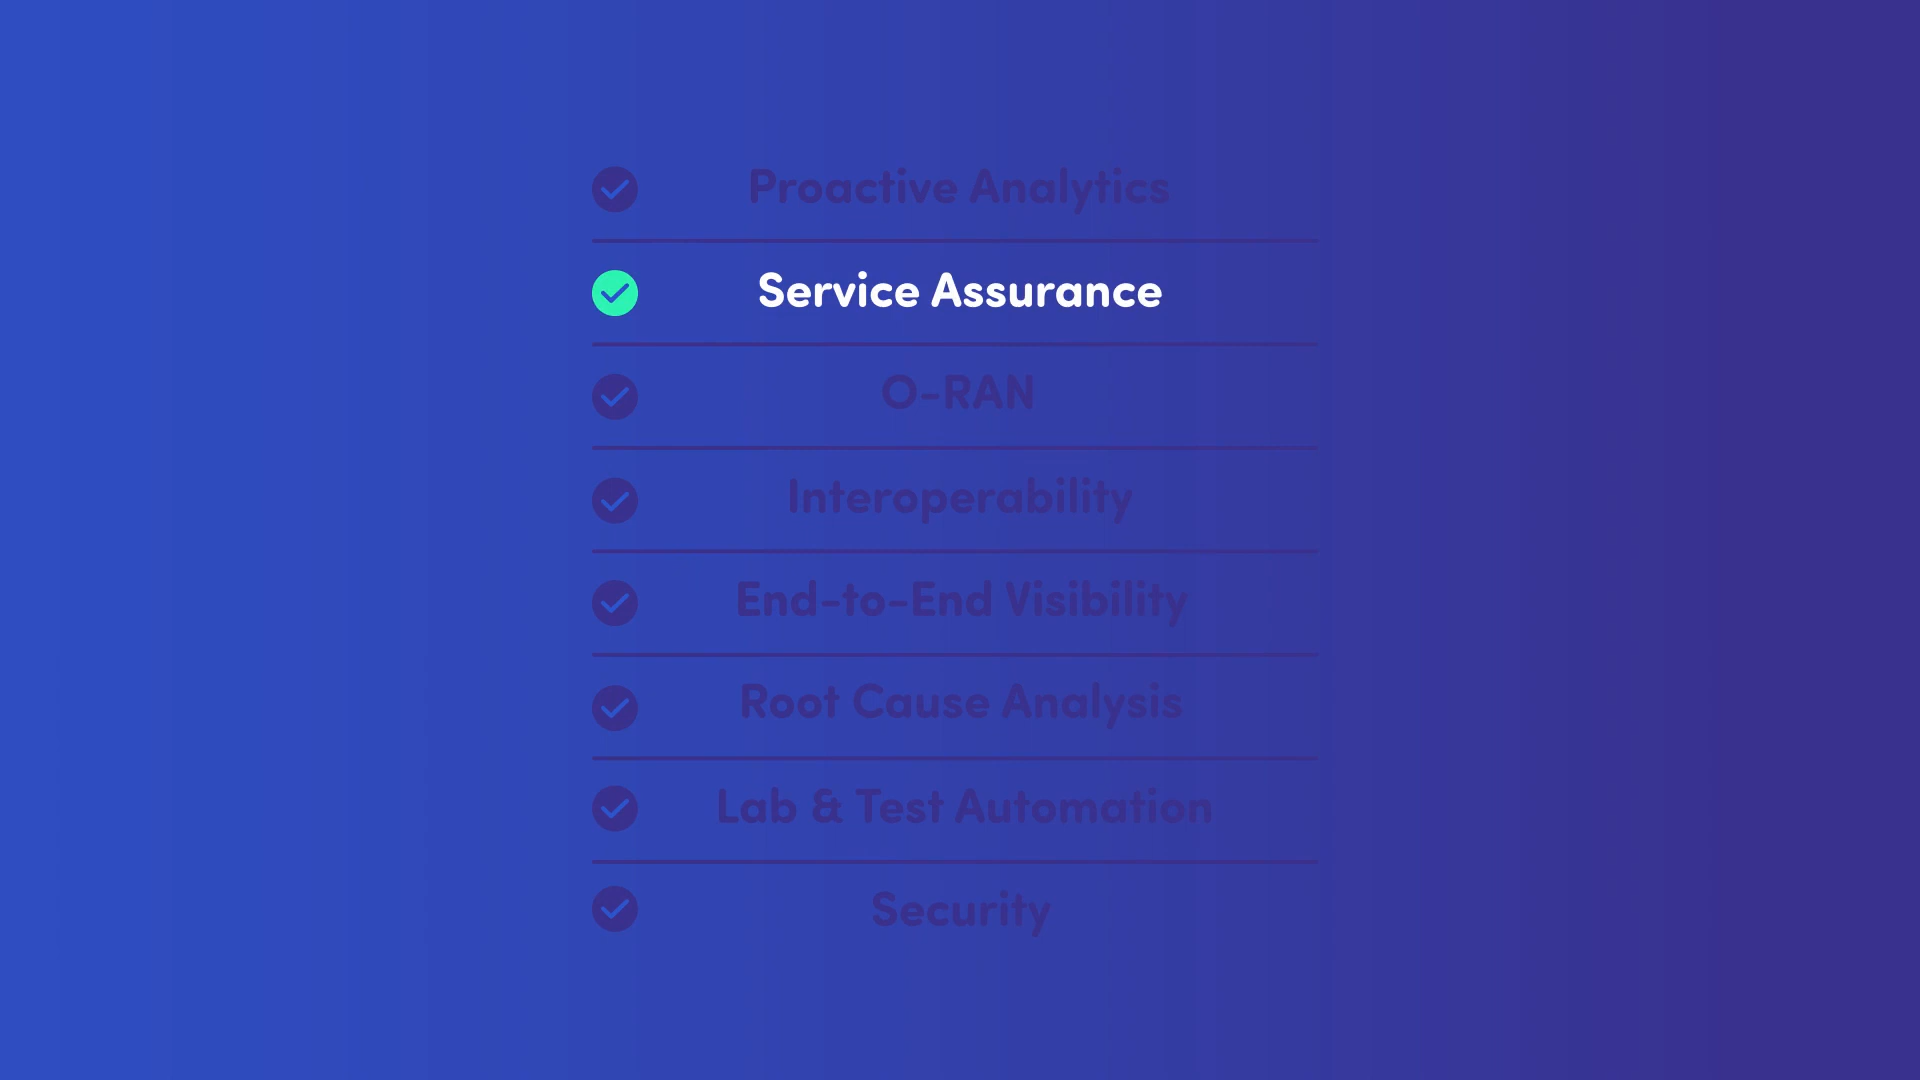 Proactive Analytics
Service Assurance
O-RAN
Interoperability
End-to-End Visibility
Root Cause Analysis
Lab & Test Automation
Security